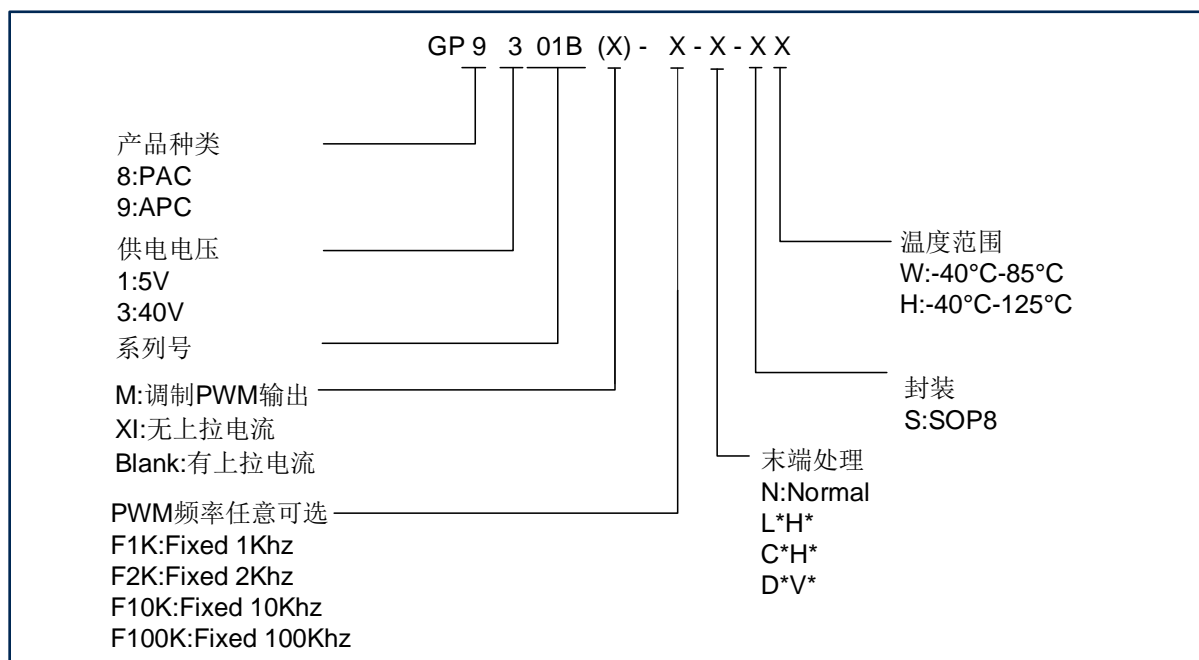 GP 9 3 01B (X) - X - X - X X
产品种类
8:PAC
9:APC
供电电压
1:5V
3:40V
系列号
M:调制PWM输出
XI:无上拉电流
Blank:有上拉电流
PWM频率任意可选
F1K:Fixed 1Khz
F2K:Fixed 2Khz
F10K:Fixed 10Khz
F100K:Fixed 100Khz
末端处理
N:Normal
L*H*
C*H*
D*V*
封装
S:SOP8
温度范围
W:-40°C-85°C
H:-40°C-125°C